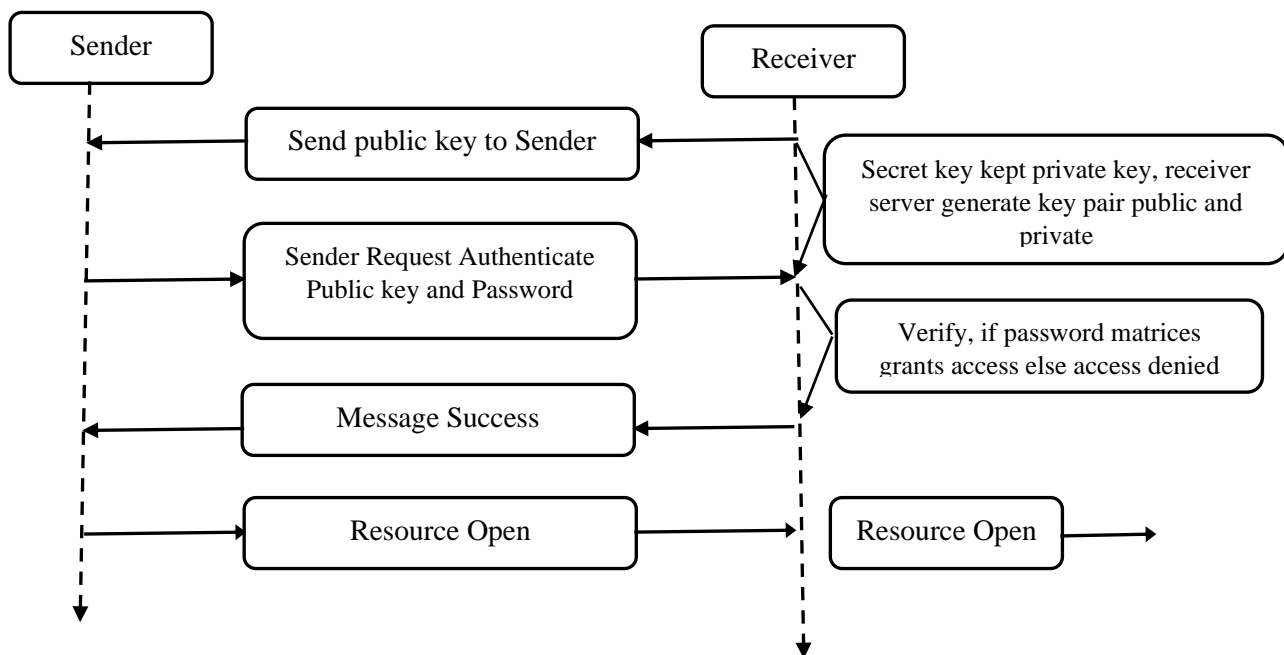 Sender
Receiver
Send public key to Sender
Secret key kept private key, receiver
server generate key pair public and
private
Sender Request Authenticate
Public key and Password
Verify, if password matrices
grants access else access denied
Message Success
Resource Open
Resource Open